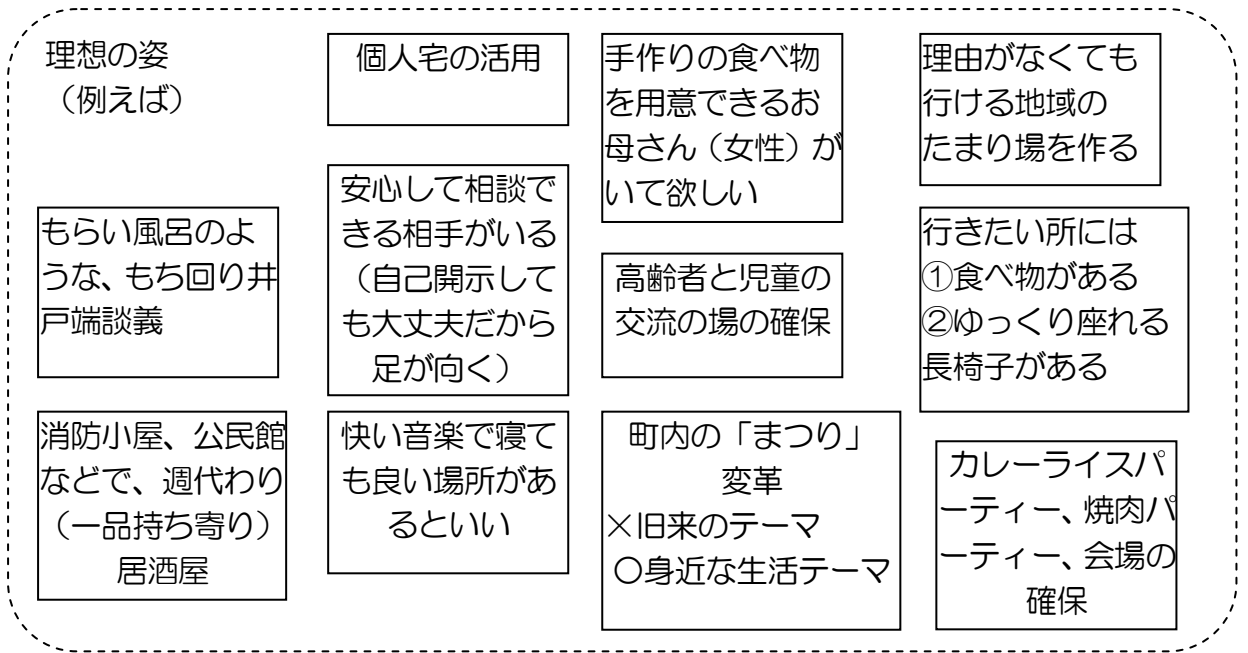 理想の姿
（例えば）
個人宅の活用
手作りの食べ物
を用意できるお
母さん（女性）が
いて欲しい
理由がなくても
行ける地域の
たまり場を作る
もらい風呂のよ
うな、もち回り井
戸端談義
安心して相談で
きる相手がいる
（自己開示して
も大丈夫だから
足が向く）
高齢者と児童の
交流の場の確保
行きたい所には
①食べ物がある
②ゆっくり座れる
長椅子がある
消防小屋、公民館
などで、週代わり
（一品持ち寄り）
居酒屋
快い音楽で寝て
も良い場所があ
るといい
町内の「まつり」
変革
×旧来のテーマ
○身近な生活テーマ
カレーライスパ
ーティー、焼肉パ
ーティー、会場の
確保